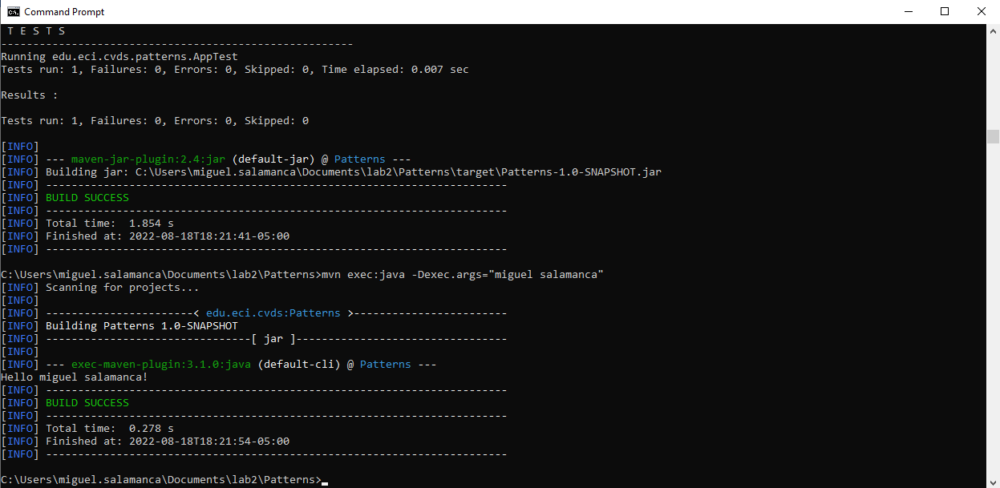 Command Prompt
T E S T S
-------------------------------------------------------
Running edu.eci.cvds.patterns.AppTest
Tests run: 1, Failures: 0, Errors: 0, Skipped: 0, Time elapsed: 0.007 sec
Results :
Tests run: 1, Failures: 0, Errors: 0, Skipped: 0
[INFO]
[INFO] --- maven-jar-plugin:2.4:jar (default-jar) @ Patterns ---
[INFO] Building jar: C:\Users\miguel.salamanca\Documents\lab2\Patterns\target\Patterns-1.0-SNAPSHOT.jar
[INFO] ------------------------------------------------------------------------
[INFO] BUILD SUCCESS
[INFO] ------------------------------------------------------------------------
[INFO] Total time:  1.854 s
[INFO] Finished at: 2022-08-18T18:21:41-05:00
[INFO] ------------------------------------------------------------------------
C:\Users\miguel.salamanca\Documents\lab2\Patterns>mvn exec:java -Dexec.args="miguel salamanca"
[INFO] Scanning for projects...
[INFO]
[INFO] -----------------------< edu.eci.cvds:Patterns >------------------------
[INFO] Building Patterns 1.0-SNAPSHOT
[INFO] --------------------------------[ jar ]---------------------------------
[INFO]
[INFO] --- exec-maven-plugin:3.1.0:java (default-cli) @ Patterns ---
Hello miguel salamanca!
[INFO] ------------------------------------------------------------------------
[INFO] BUILD SUCCESS
[INFO] ------------------------------------------------------------------------
[INFO] Total time:  0.278 s
[INFO] Finished at: 2022-08-18T18:21:54-05:00
[INFO] ------------------------------------------------------------------------
C:\Users\miguel.salamanca\Documents\lab2\Patterns>